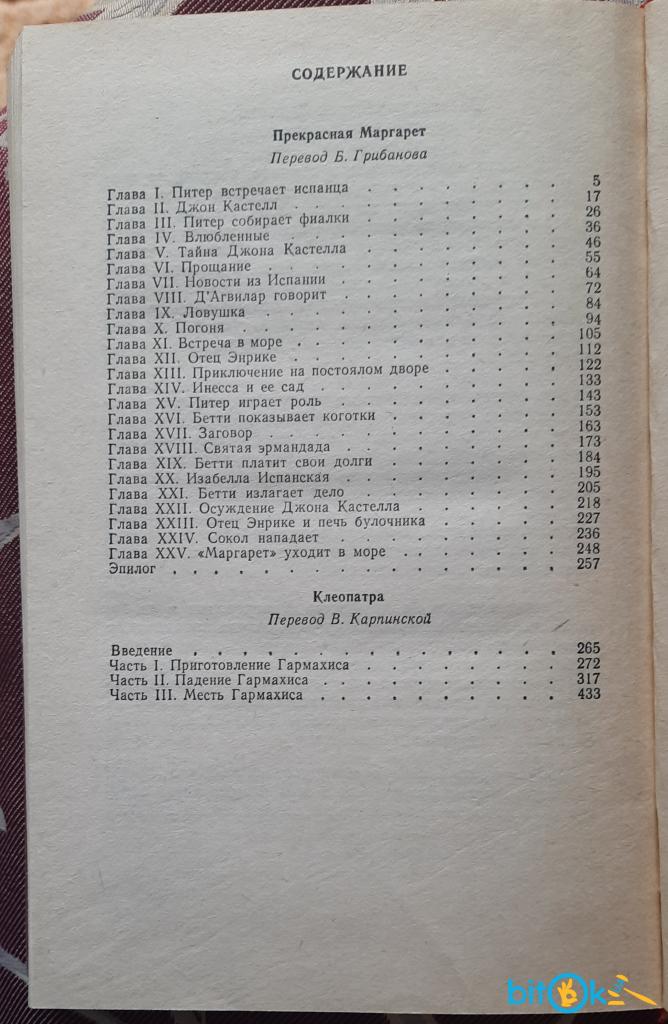 СОДЕРЖАНИЕ
Прекрасная Маргарет
Перевод Б. Грибанова
Глава I. Питер встречает испанца . . . . . . . . 5
Глава II. Джон Кастелл . . . . . . . . . . 17
Глава III. Питер собирает фиалки . . . . . . . . 26
Глава IV. Влюбленные . . . . . . . . . . 36
Глава V. Тайна Джона Кастелла . . . . . . . . 46
Глава VI. Прощание . . . . . . . . . . . 55
Глава VII. Новости из Испании . . . . . . . . 64
Глава VIII. Д'Агвилар говорит . . . . . . . . 72
Глава IX. Ловушка . . . . . . . . . . . 84
Глава X. Погоня . . . . . . . . . . . . 94
Глава XI. Встреча в море . . . . . . . . . . 105
Глава XII. Отец Энрике . . . . . . . . . . 112
Глава XIII. Приключение на постоялом дворе . . . . . 122
Глава XIV. Инесса и ее сад . . . . . . . . . 133
Глава XV. Питер играет роль . . . . . . . . . 143
Глава XVI. Бетти показывает коготки . . . . . . . 153
Глава XVII. Заговор . . . . . . . . . . . 163
Глава XVIII. Святая эрмандада . . . . . . . . 173
Глава XIX. Бетти платит свои долги . . . . . . . 184
Глава XX. Изабелла Испанская . . . . . . . . 195
Глава XXI. Бетти излагает дело . . . . . . . . 205
Глава XXII. Осуждение Джона Кастелла . . . . . . 218
Глава XXIII. Отец Энрике и печь булочника . . . . . 227
Глава XXIV. Сокол нападает . . . . . . . . . 236
Глава XXV. «Маргарет» уходит в море . . . . . . . 248
Эпилог . . . . . . . . . . . . . . 257
Клеопатра
Перевод В. Карпинской
Введение . . . . . . . . . . . . . 265
Часть I. Приготовление Гармахиса . . . . . . . . 272
Часть II. Падение Гармахиса . . . . . . . . . 317
Часть III. Месть Гармахиса . . . . . . . . . 433
bitOk